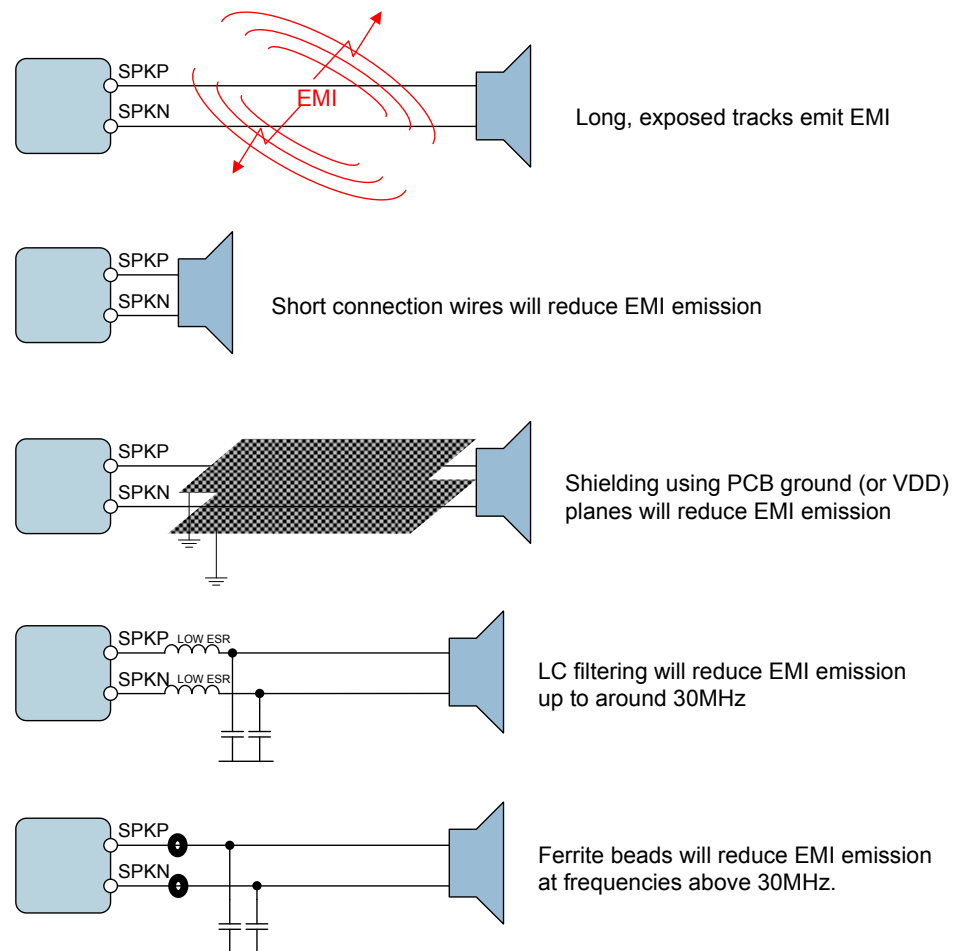 SPKP
SPKN
EMI
Long, exposed tracks emit EMI
SPKP
SPKN
Short connection wires will reduce EMI emission
SPKP
SPKN
Shielding using PCB ground (or VDD)
planes will reduce EMI emission
SPKP LOW ESR
SPKN LOW ESR
LC filtering will reduce EMI emission
up to around 30MHz
SPKP
SPKN
Ferrite beads will reduce EMI emission
at frequencies above 30MHz.